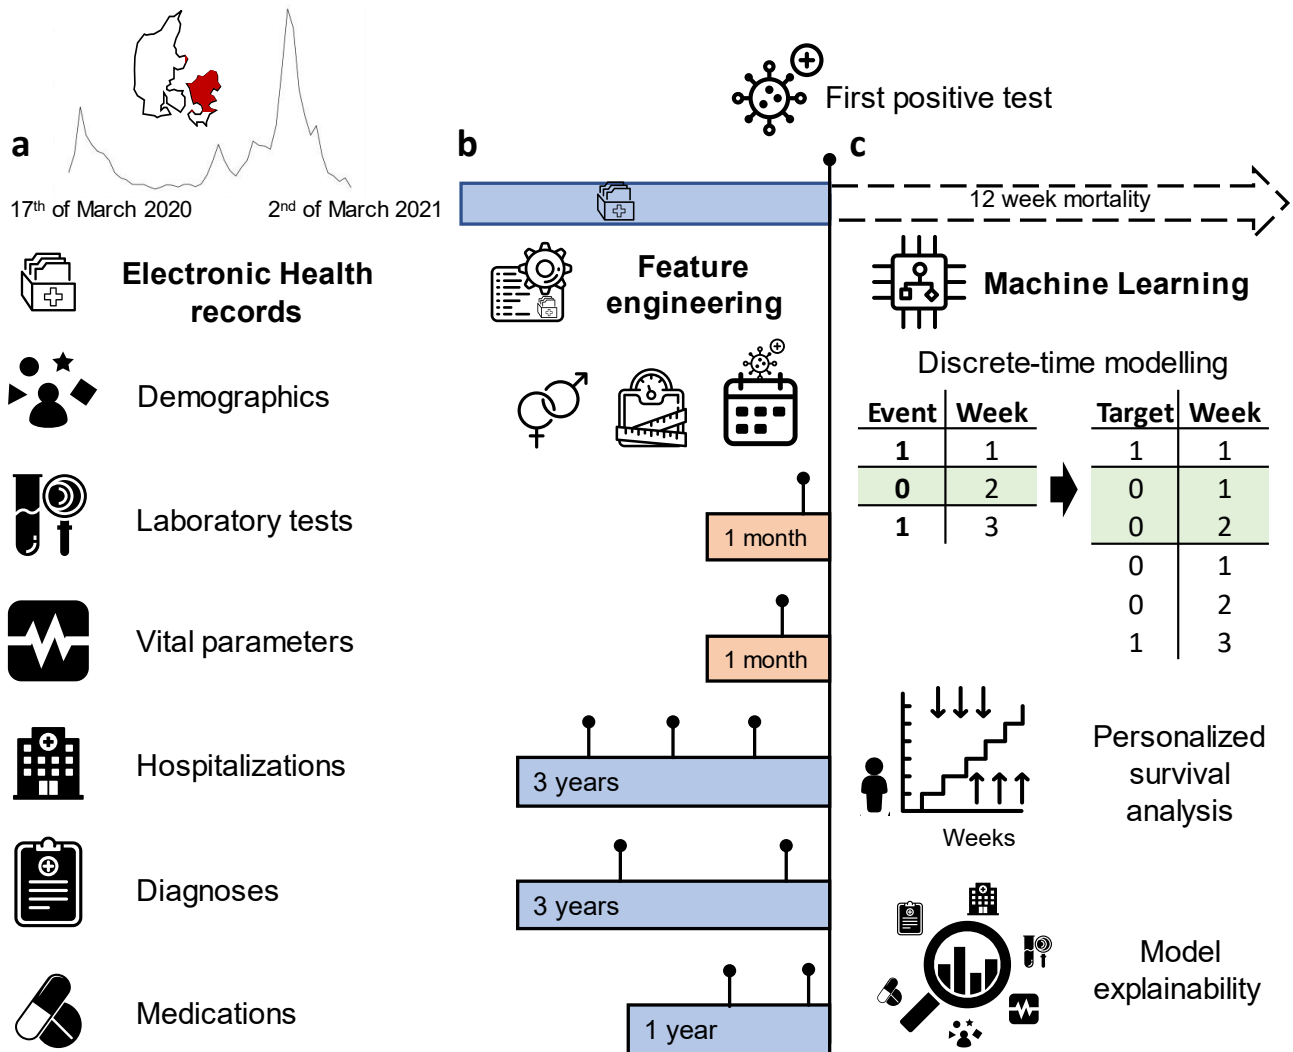 First positive test
a
b
c
17th of March 2020
2nd of March 2021
12 week mortality
Electronic Health
records
Feature
engineering
Machine Learning
Demographics
Laboratory tests
1 month
Vital parameters
1 month
Hospitalizations
3 years
Diagnoses
3 years
Medications
1 year
Discrete-time modelling
Event Week
1 1
0 2
1 3
Target Week
1 1
0 1
0 2
0 1
0 2
1 3
Weeks
Personalized
survival
analysis
Model
explainability